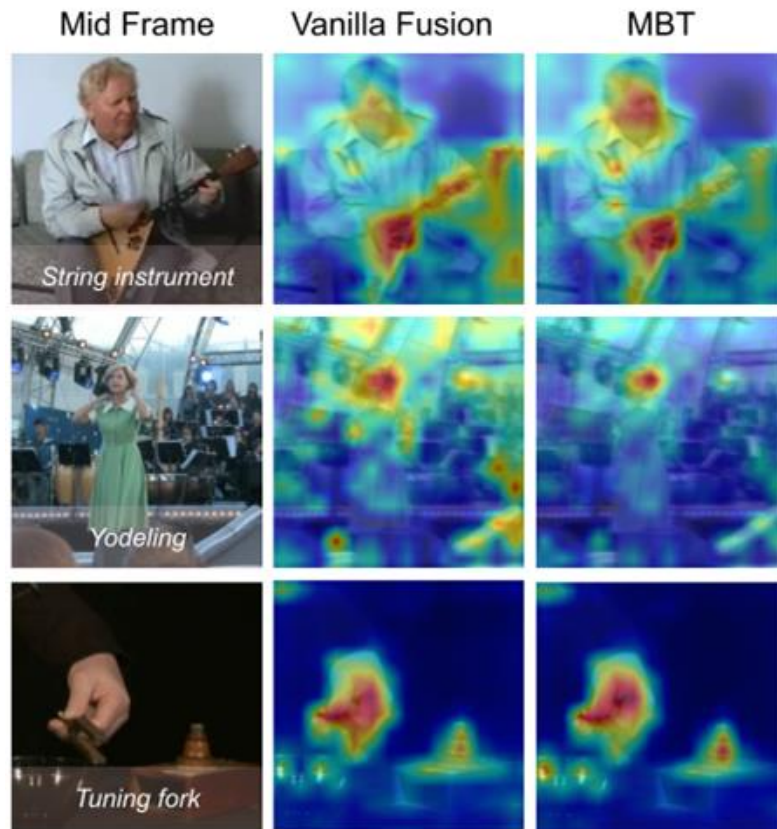 Mid Frame Vanilla Fusion MBT
String instrument
Yodeling
Tuning fork